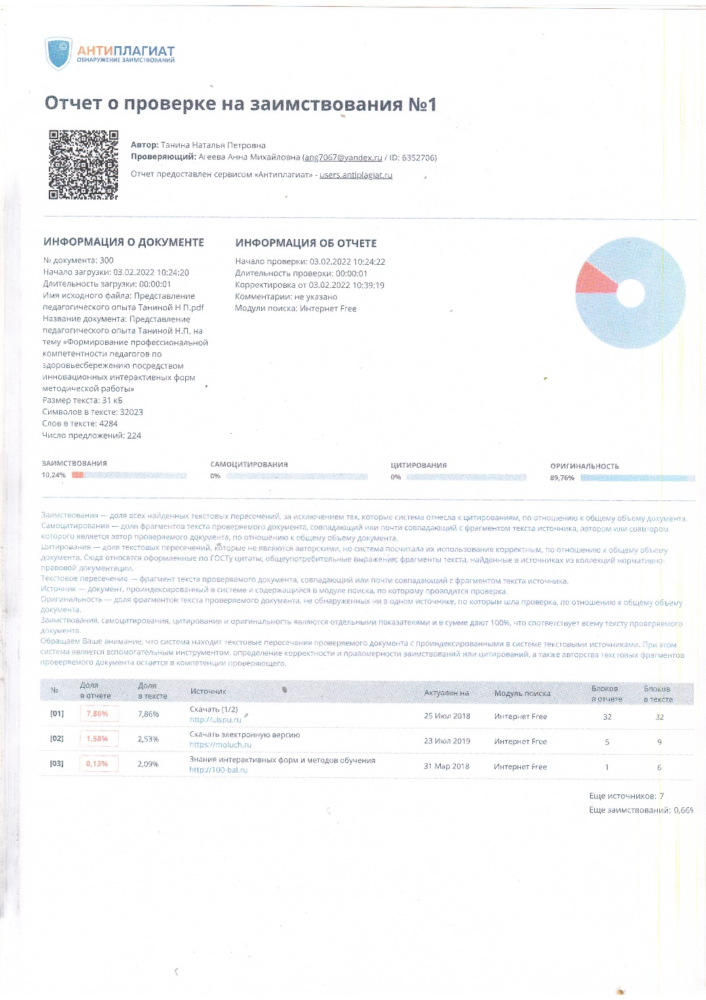 АНТИПЛАГИАТ
ОБНАРУЖЕНИЕ ЗАИМСТВОВАНИЙ
Отчет о проверке на заимствования №1
Автор: Танина Наталья Петровна
Проверяющий: Агеева Анна Михайловна (ang7067@yandex.ru / ID: 6352706)
Отчет предоставлен сервисом «Антиплагиат» - users.antiplagiat.ru
ИНФОРМАЦИЯ О ДОКУМЕНТЕ
№ документа: 300
Начало загрузки: 03.02.2022 10:24:20
Длительность загрузки: 00:00:01
Имя исходного файла: Представление
педагогического опыта Таниной Н П.pdf
Название документа: Представление
педагогического опыта Таниной Н.П. на
тему «Формирование профессиональной
компетентности педагогов по
здоровьесбережению посредством
инновационных интерактивных форм
методической работы»
Размер текста: 31 кБ
Символов в тексте: 32023
Слов в тексте: 4284
Число предложений: 224
ИНФОРМАЦИЯ ОБ ОТЧЕТЕ
Начало проверки: 03.02.2022 10:24:22
Длительность проверки: 00:00:01
Корректировка от 03.02.2022 10:39:19
Комментарии: не указано
Модули поиска: Интернет Free
ЗАИМСТВОВАНИЯ
10,24%
САМОЦИТИРОВАНИЯ
0%
ЦИТИРОВАНИЯ
0%
ОРИГИНАЛЬНОСТЬ
89,76%
Заимствования — доля всех найденных текстовых пересечений, за исключением тех, которые система отнесла к цитированиям, по отношению к общему объему документа.
Самоцитирования — доля фрагментов текста проверяемого документа, совпадающий или почти совпадающий с фрагментом текста источника, автором или соавтором
которого является автор проверяемого документа, по отношению к общему объему документа.
Цитирования — доля текстовых пересечений, которые не являются авторскими, но система посчитала их использование корректным, по отношению к общему объему
документа. Сюда относятся оформленные по ГОСТу цитаты; общеупотребительные выражения; фрагменты текста, найденные в источниках из коллекций нормативно-
правовой документации.
Текстовое пересечение — фрагмент текста проверяемого документа, совпадающий или почти совпадающий с фрагментом текста источника.
Источник — документ, проиндексированный в системе и содержащийся в модуле поиска, по которому проводится проверка.
Оригинальность — доля фрагментов текста проверяемого документа, не обнаруженных ни в одном источнике, по которым шла проверка, по отношению к общему объему
документа.
Заимствования, самоцитирования, цитирования и оригинальность являются отдельными показателями и в сумме дают 100%, что соответствует всему тексту проверяемого
документа.
Обращаем Ваше внимание, что система находит текстовые пересечения проверяемого документа с проиндексированными в системе текстовыми источниками. При этом
система является вспомогательным инструментом, определение корректности и правомерности заимствований или цитирований, а также авторства текстовых фрагментов
проверяемого документа остается в компетенции проверяющего.
№ Доля в отчете Доля в тексте Источник Актуален на Модуль поиска Блоков в отчете Блоков в тексте
[01] 7,86% 7,86% Скачать (1/2) 25 Июл 2018 Интернет Free 32 32
http://ulspu.ru
[02] 1,58% 2,53% Скачать электронную версию 23 Июл 2019 Интернет Free 5 9
https://moluch.ru
[03] 0,13% 2,09% Знания интерактивных форм и методов обучения 31 Мар 2018 Интернет Free 1 6
http://100-bal.ru
Еще источников: 7
Еще заимствований: 0,66%